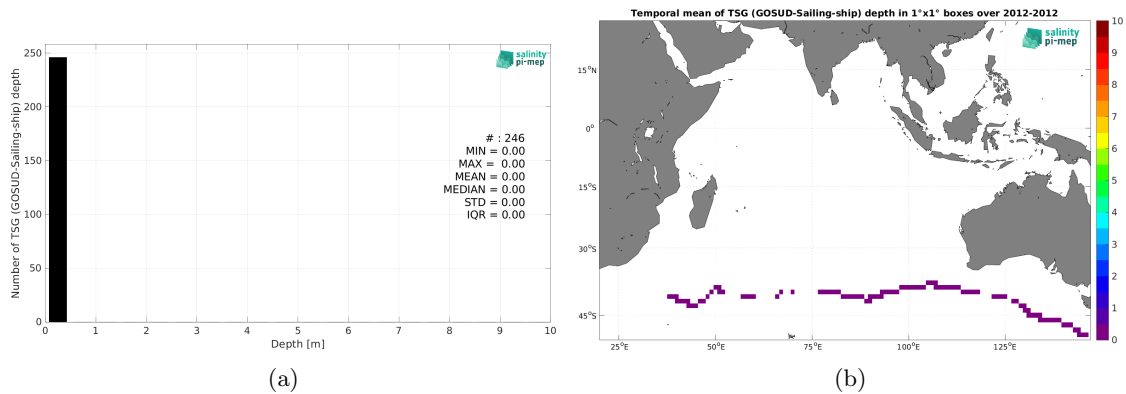 Number of TSG (GOSUD-Sailing-ship) depth
250
200
150
100
50
0
salinity
pi-mep
# : 246
MIN = 0.00
MAX = 0.00
MEAN = 0.00
MEDIAN = 0.00
STD = 0.00
IQR = 0.00
0 1 2 3 4 5 6 7 8 9 10
Depth [m]
(a)
Temporal mean of TSG (GOSUD-Sailing-ship) depth in 1°x1° boxes over 2012-2012
salinity
pi-mep
15°N
0°
15°S
30°S
45°S
25°E 50°E 75°E 100°E 125°E
10
9
8
7
6
5
4
3
2
1
0
(b)